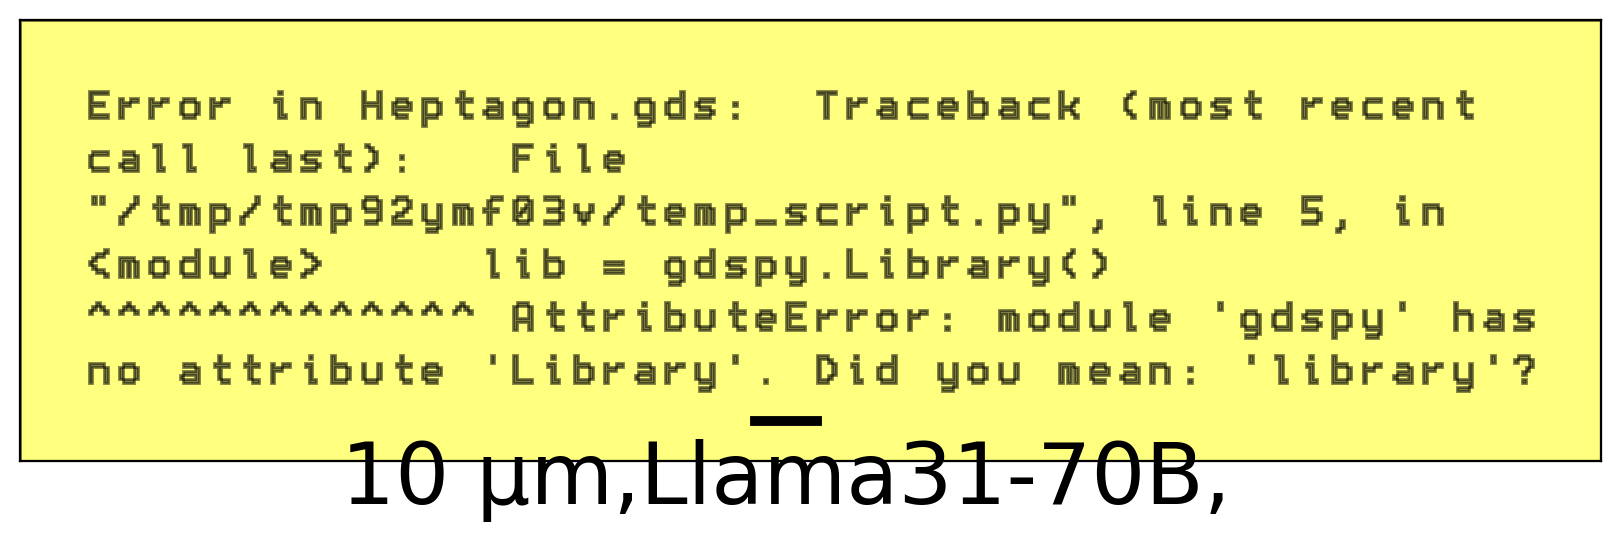 Error in Heptagon.gds:  Traceback (most recent
call last):   File
"/tmp/tmp92ymf03v/temp_script.py", line 5, in
<module>     lib = gdspy.Library()
^^^^^^^^^^^^^ AttributeError: module 'gdspy' has
no attribute 'Library'. Did you mean: 'library'?
10 μm,Llama31-70B,